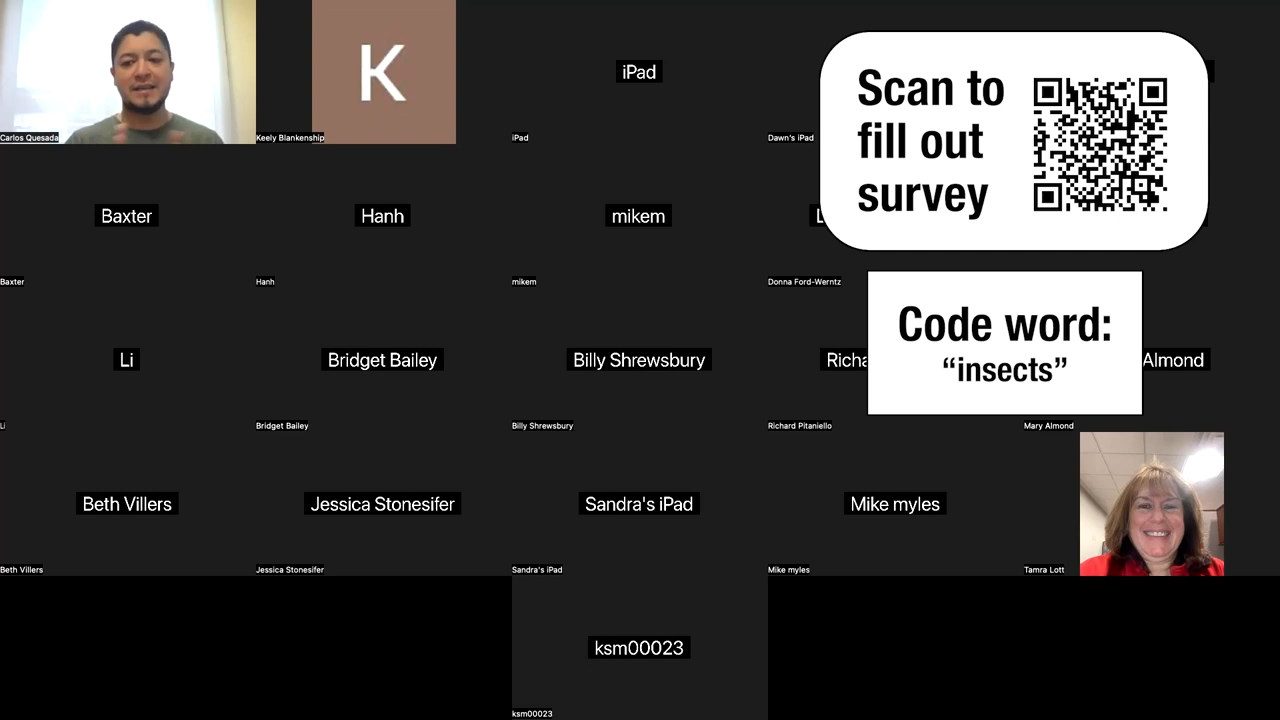 K
iPad
Scan to
fill out
survey
Carlos Quesada
Keely Blankenship
iPad
Dawn's iPad
Baxter
Hanh
mikem
Baxter
Hanh
mikem
Donna Ford-Werntz
Code word:
“insects”
Li
Bridget Bailey
Billy Shrewsbury
Richa
Almond
Li
Bridget Bailey
Billy Shrewsbury
Richard Pitaniello
Mary Almond
Beth Villers
Jessica Stonesifer
Sandra's iPad
Mike myles
Beth Villers
Jessica Stonesifer
Sandra's iPad
Mike myles
Tamra Lott
ksm00023
ksm00023